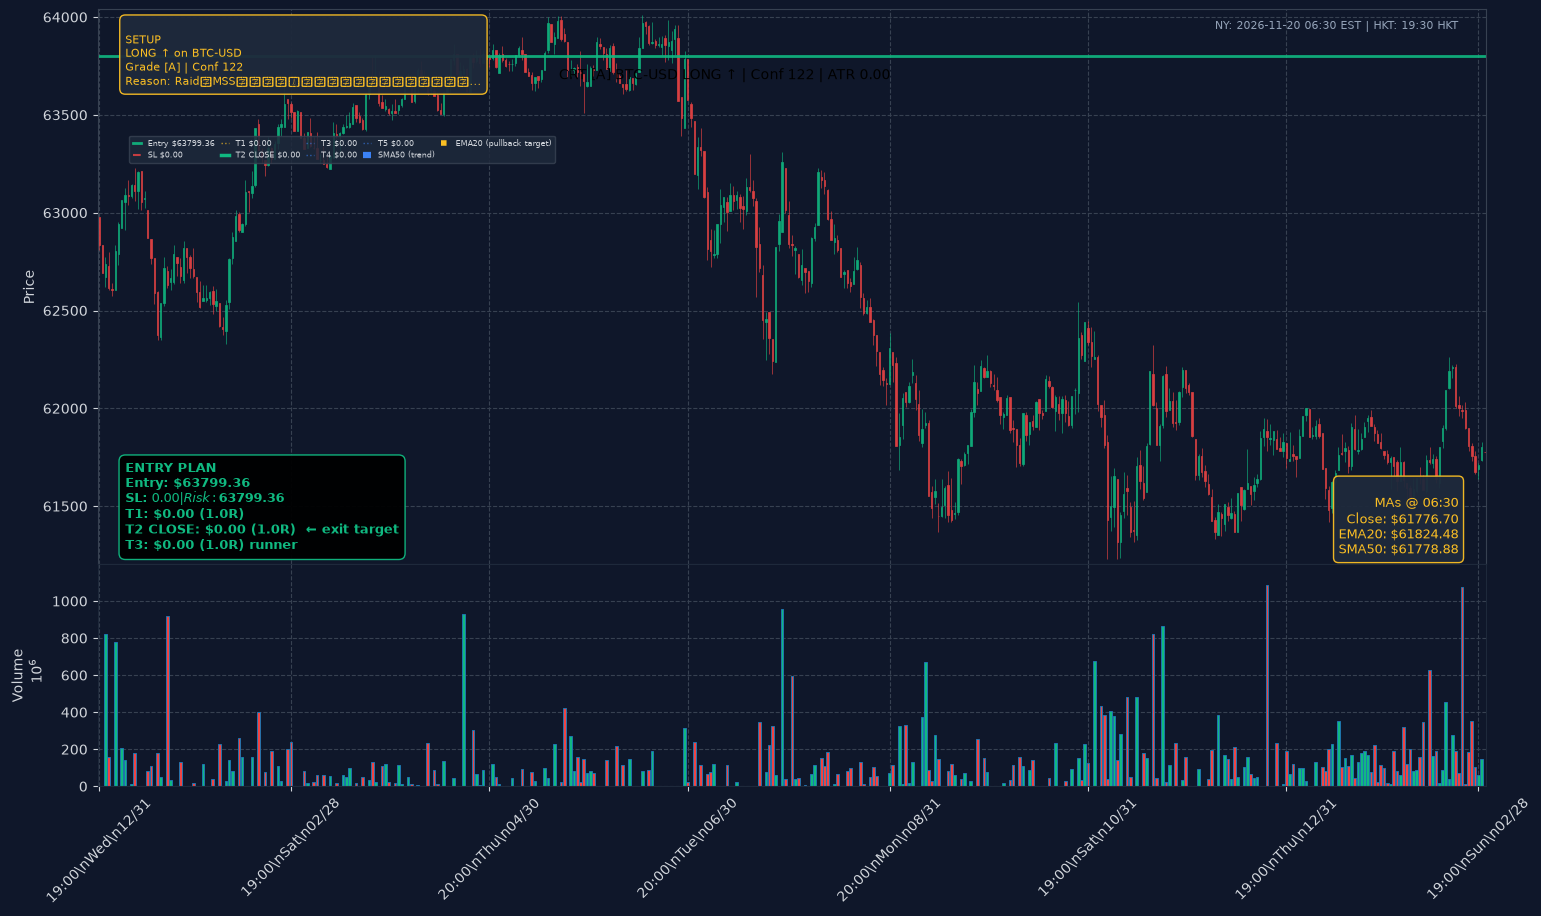 NY: 2026-11-20 06:30 EST | HKT: 19:30 HKT
SETUP
LONG ↑ on BTC-USD
Grade [A] | Conf 122
Reason: Raid MSS ...
BTC-USD LONG ↑ | Conf 122 | ATR 0.00
Entry $63799.36
SL $0.00
T1 $0.00
T2 CLOSE $0.00
T3 $0.00
T4 $0.00
T5 $0.00
SMA50 (trend)
EMA20 (pullback target)
Price
64000
63500
63000
62500
62000
61500
ENTRY PLAN
Entry: $63799.36
SL: 0.00|Risk: 63799.36
T1: $0.00 (1.0R)
T2 CLOSE: $0.00 (1.0R) ← exit target
T3: $0.00 (1.0R) runner
MAs @ 06:30
Close: $61776.70
EMA20: $61824.48
SMA50: $61778.88
Volume
10⁶
1000
800
600
400
200
0
19:00\nWed\n12/31
19:00\nSat\n02/28
20:00\nThu\n04/30
20:00\nTue\n06/30
20:00\nMon\n08/31
19:00\nSat\n10/31
19:00\nThu\n12/31
19:00\nSun\n02/28